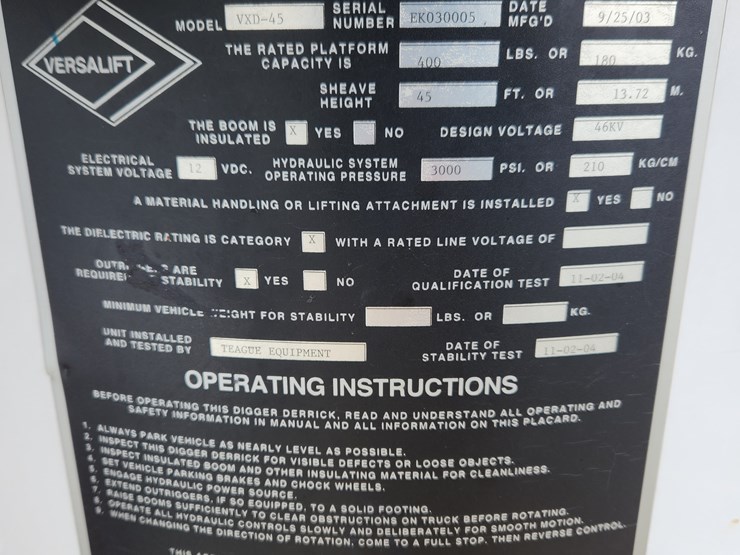 VERSALIFT
MODEL VXD-45 SERIAL NUMBER EK030005 DATE MFG'D 9/25/03
THE RATED PLATFORM CAPACITY IS 400 LBS. OR 180 KG.
SHEAVE HEIGHT 45 FT. OR 13.72 M.
THE BOOM IS INSULATED X YES NO DESIGN VOLTAGE 46KV
ELECTRICAL SYSTEM VOLTAGE 12 VDC. HYDRAULIC SYSTEM OPERATING PRESSURE 3000 PSI. OR 210 KG/CM
A MATERIAL HANDLING OR LIFTING ATTACHMENT IS INSTALLED X YES NO
THE DIELECTRIC RATING IS CATEGORY X WITH A RATED LINE VOLTAGE OF
ARE STABILITY X YES NO DATE OF QUALIFICATION TEST 11-02-04
MINIMUM VEHICLE FOR STABILITY LBS. OR KG.
UNIT INSTALLED AND TESTED BY TEAGUE EQUIPMENT DATE OF STABILITY TEST 11-02-04
OPERATING INSTRUCTIONS
BEFORE OPERATING THIS DIGGER DERRICK, READ AND UNDERSTAND ALL OPERATING AND
SAFETY INFORMATION IN MANUAL AND ALL INFORMATION ON THIS PLACARD.
1. ALWAYS PARK VEHICLE AS NEARLY LEVEL AS POSSIBLE.
2. INSPECT THIS DIGGER DERRICK FOR VISIBLE DEFECTS OR LOOSE OBJECTS.
3. INSPECT INSULATED BOOM AND OTHER INSULATING MATERIAL FOR CLEANLINESS.
4. SET VEHICLE PARKING BRAKES AND CHOCK WHEELS.
5. ENGAGE HYDRAULIC POWER SOURCE.
6. EXTEND OUTRIGGERS, IF SO EQUIPPED, TO A SOLID FOOTING.
7. RAISE BOOMS SUFFICIENTLY TO CLEAR OBSTRUCTIONS ON TRUCK BEFORE ROTATING.
8. OPERATE ALL HYDRAULIC CONTROLS SLOWLY AND DELIBERATELY FOR SMOOTH MOTION.
9. WHEN CHANGING THE DIRECTION OF ROTATION, COME TO A FULL STOP, THEN REVERSE CONTROL.